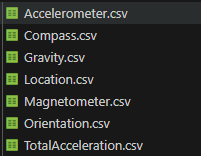 Accelerometer.csv
Compass.csv
Gravity.csv
Location.csv
Magnetometer.csv
Orientation.csv
TotalAcceleration.csv